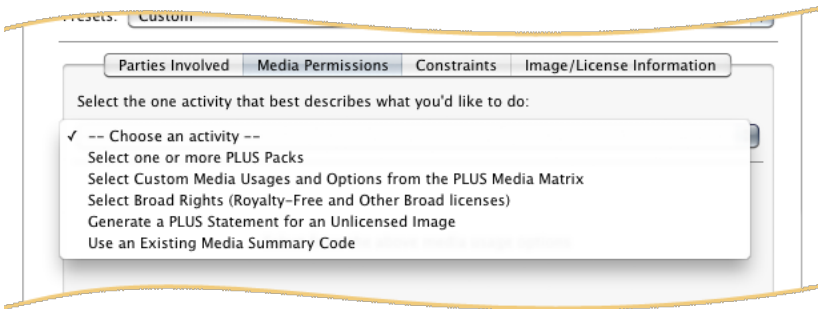 Presets: Custom
Parties Involved Media Permissions Constraints Image/License Information
Select the one activity that best describes what you'd like to do:
✓ -- Choose an activity --
Select one or more PLUS Packs
Select Custom Media Usages and Options from the PLUS Media Matrix
Select Broad Rights (Royalty-Free and Other Broad licenses)
Generate a PLUS Statement for an Unlicensed Image
Use an Existing Media Summary Code